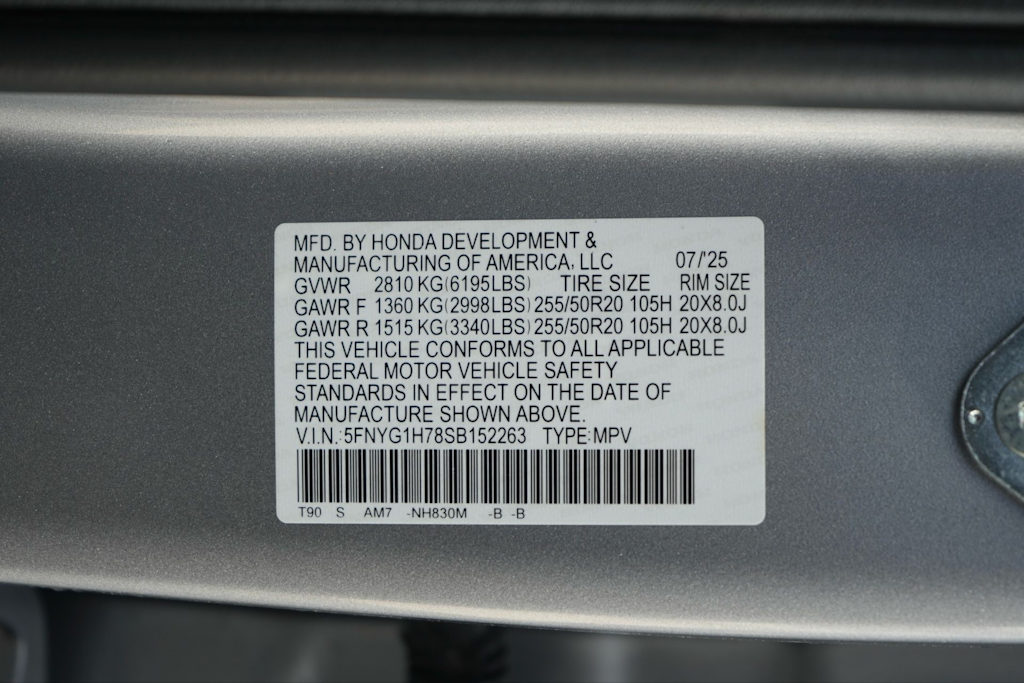 MFD. BY HONDA DEVELOPMENT &
MANUFACTURING OF AMERICA, LLC 07/'25
GVWR 2810 KG(6195LBS) TIRE SIZE RIM SIZE
GAWR F 1360 KG(2998LBS) 255/50R20 105H 20X8.0J
GAWR R 1515 KG(3340LBS) 255/50R20 105H 20X8.0J
THIS VEHICLE CONFORMS TO ALL APPLICABLE
FEDERAL MOTOR VEHICLE SAFETY
STANDARDS IN EFFECT ON THE DATE OF
MANUFACTURE SHOWN ABOVE.
V.I.N.:5FNYG1H78SB152263 TYPE:MPV
T90 S AM7 -NH830M -B -B